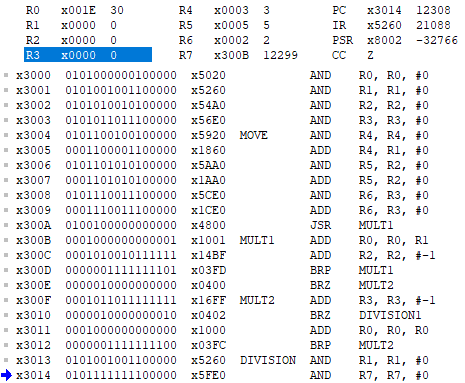 R0 x001E 30 R4 x0003 3 PC x3014 12308
R1 x0000 0 R5 x0005 5 IR x5260 21088
R2 x0000 0 R6 x0002 2 PSR x8002 -32766
R3 x0000 0 R7 x300B 12299 CC Z
x3000 0101000000100000 x5020 AND R0, R0, #0
x3001 0101001001100000 x5260 AND R1, R1, #0
x3002 0101010010100000 x54A0 AND R2, R2, #0
x3003 0101011011100000 x56E0 AND R3, R3, #0
x3004 0101100100100000 x5920 MOVE AND R4, R4, #0
x3005 0001100001100000 x1860 ADD R4, R1, #0
x3006 0101101010100000 x5AA0 AND R5, R2, #0
x3007 0001101010100000 x1AA0 ADD R5, R2, #0
x3008 0101110011100000 x5CE0 AND R6, R3, #0
x3009 0001110011100000 x1CE0 ADD R6, R3, #0
x300A 0100100000000000 x4800 JSR MULT1
x300B 0001000000000001 x1001 MULT1 ADD R0, R0, R1
x300C 0001010010111111 x14BF ADD R2, R2, #-1
x300D 0000001111111101 x03FD BRP MULT1
x300E 0000010000000000 x0400 BRZ MULT2
x300F 0001011011111111 x16FF MULT2 ADD R3, R3, #-1
x3010 0000010000000010 x0402 BRZ DIVISION1
x3011 0001000000000000 x1000 ADD R0, R0, R0
x3012 0000001111111100 x03FC BRP MULT2
x3013 0101001001100000 x5260 DIVISION AND R1, R1, #0
x3014 0101111111100000 x5FE0 AND R7, R7, #0